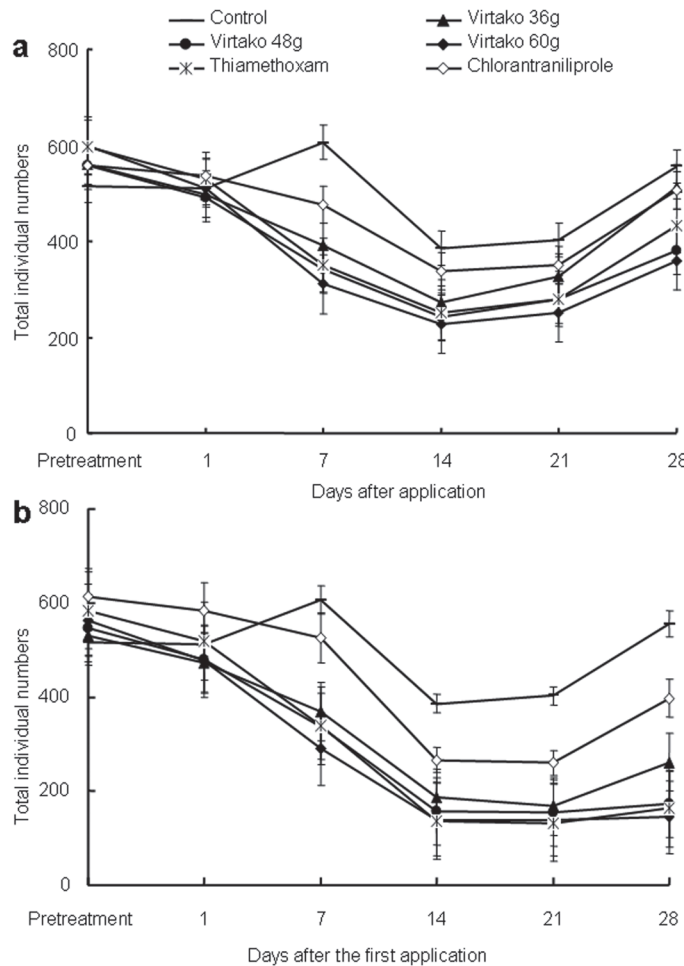 Control
Virtako 36g
Virtako 48g
Virtako 60g
Thiamethoxam
Chlorantraniliprole
a
800
600
400
200
0
Total individual numbers
Pretreatment 1 7 14 21 28
Days after application
b
800
600
400
200
0
Total individual numbers
Pretreatment 1 7 14 21 28
Days after the first application